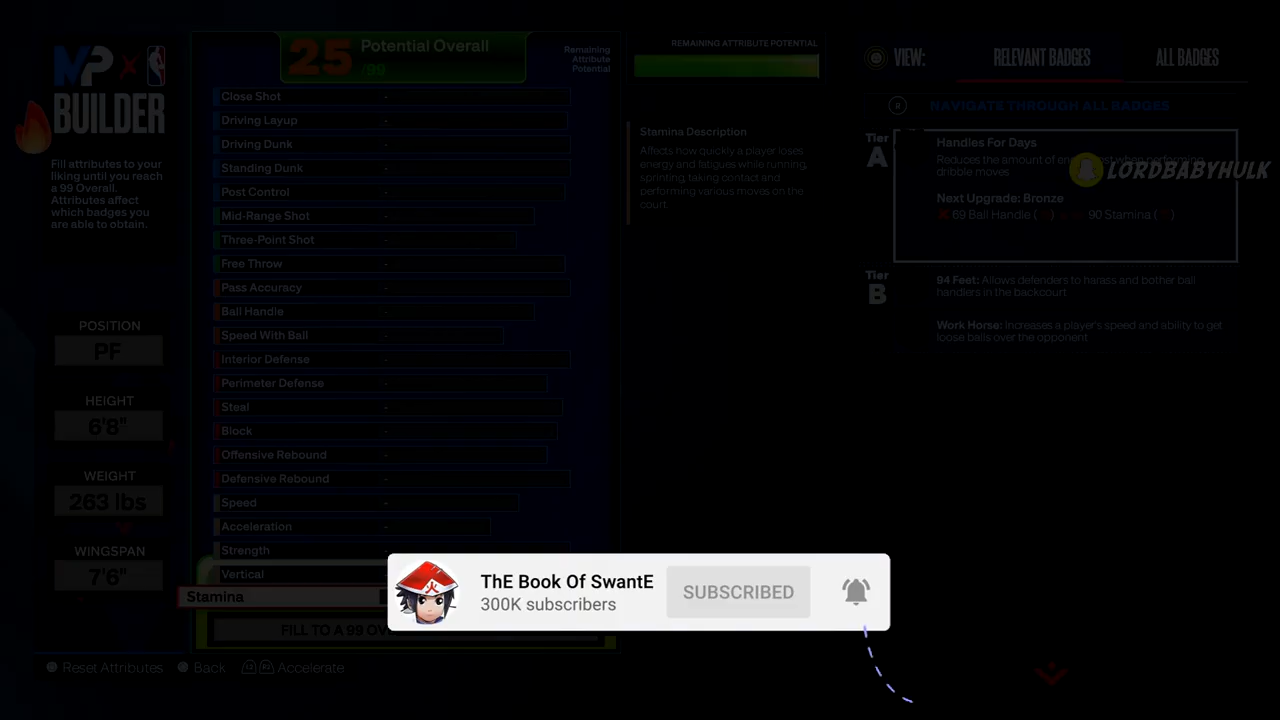 MP x NBA
BUILDER
Fill attributes to your
liking until you reach
a 99 Overall.
Attributes affect
which badges you
are able to obtain.
POSITION
PF
HEIGHT
6'8"
WEIGHT
263 lbs
WINGSPAN
7'6"
25 Potential Overall
/99
Remaining
Attribute
Potential
Close Shot -
Driving Layup -
Driving Dunk -
Standing Dunk -
Post Control -
Mid-Range Shot -
Three-Point Shot -
Free Throw -
Pass Accuracy -
Ball Handle -
Speed With Ball -
Interior Defense -
Perimeter Defense -
Steal -
Block -
Offensive Rebound -
Defensive Rebound -
Speed -
Acceleration -
Strength
Vertical
Stamina
FILL TO A 99
Reset Attributes Back L2 R2 Accelerate
REMAINING ATTRIBUTE POTENTIAL
Stamina Description
Affects how quickly a player loses
energy and fatigues while running,
sprinting, taking contact and
performing various moves on the
court.
VIEW: RELEVANT BADGES ALL BADGES
R NAVIGATE THROUGH ALL BADGES
Tier
A
Handles For Days
Reduces the amount of when performing
dribble moves
LORDBABYHULK
Next Upgrade: Bronze
69 Ball Handle 90 Stamina
Tier
B
94 Feet: Allows defenders to harass and bother ball
handlers in the backcourt
Work Horse: Increases a player's speed and ability to get
loose balls over the opponent
火
ThE Book Of SwantE
300K subscribers
SUBSCRIBED